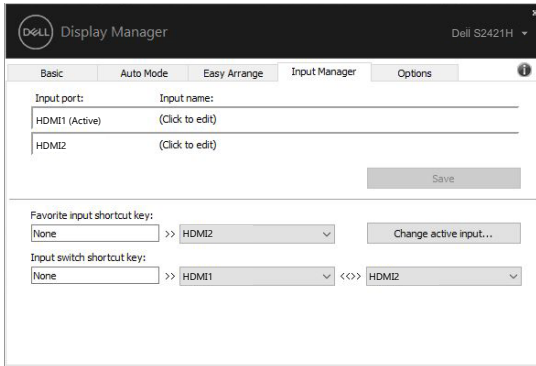 DELL Display Manager Dell S2421H
Basic Auto Mode Easy Arrange Input Manager Options
Input port: Input name:
HDMI1 (Active) (Click to edit)
HDMI2 (Click to edit)
Save
Favorite input shortcut key:
None >> HDMI2 Change active input...
Input switch shortcut key:
None >> HDMI1 <<>> HDMI2